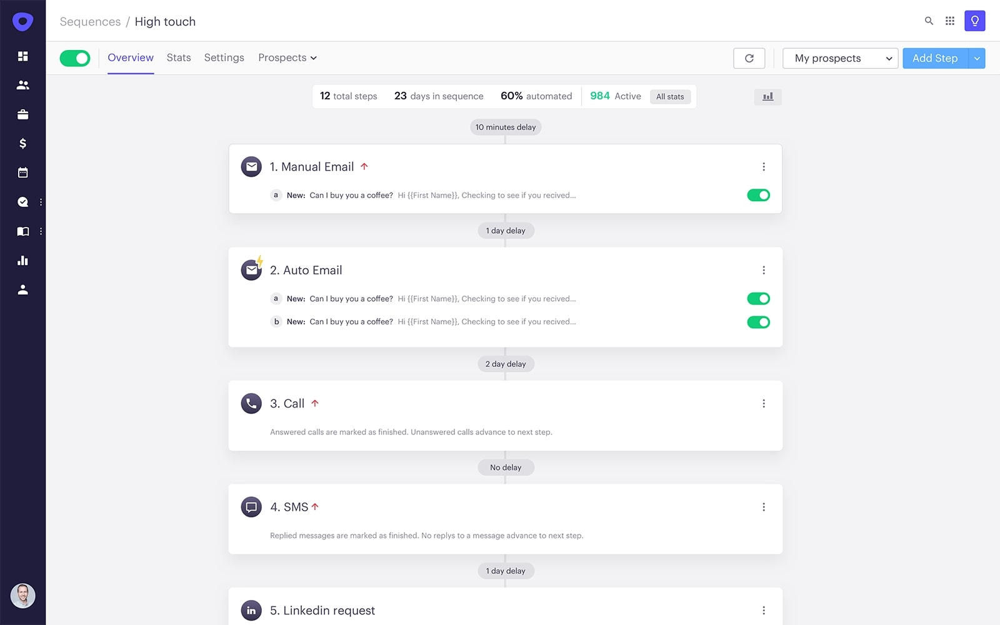 Sequences / High touch
Overview Stats Settings Prospects
My prospects
Add Step
12 total steps 23 days in sequence 60% automated 984 Active All stats
10 minutes delay
1. Manual Email
a New: Can I buy you a coffee? Hi {{First Name}}, Checking to see if you recived...
1 day delay
2. Auto Email
a New: Can I buy you a coffee? Hi {{First Name}}, Checking to see if you recived...
b New: Can I buy you a coffee? Hi {{First Name}}, Checking to see if you recived...
2 day delay
3. Call
Answered calls are marked as finished. Unanswered calls advance to next step.
No delay
4. SMS
Replied messages are marked as finished. No replys to a message advance to next step.
1 day delay
in
5. Linkedin request